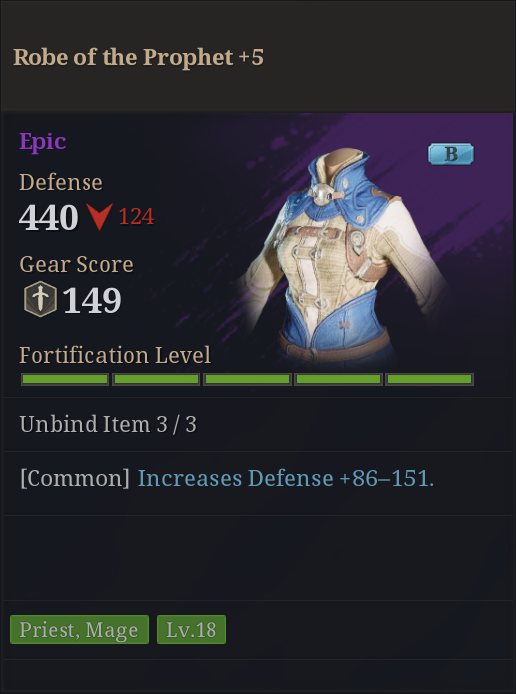 Robe of the Prophet +5
Epic
B
Defense
440 124
Gear Score
149
Fortification Level
Unbind Item 3 / 3
[Common] Increases Defense +86–151.
Priest, Mage Lv.18